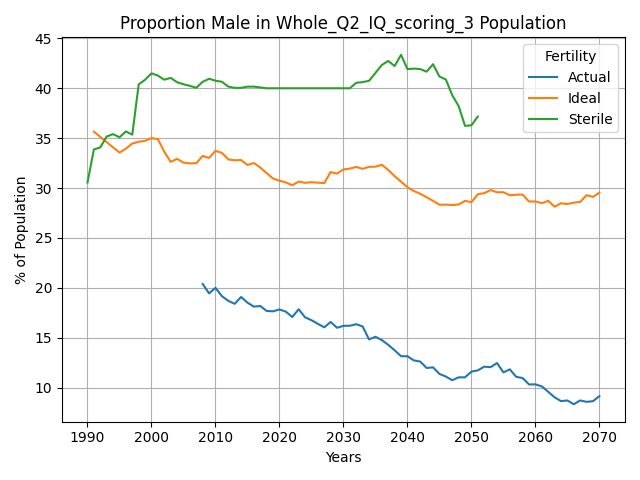 Proportion Male in Whole_Q2_IQ_scoring_3 Population
45
40
35
30
25
20
15
10
% of Population
Fertility
Actual
Ideal
Sterile
1990 2000 2010 2020 2030 2040 2050 2060 2070
Years